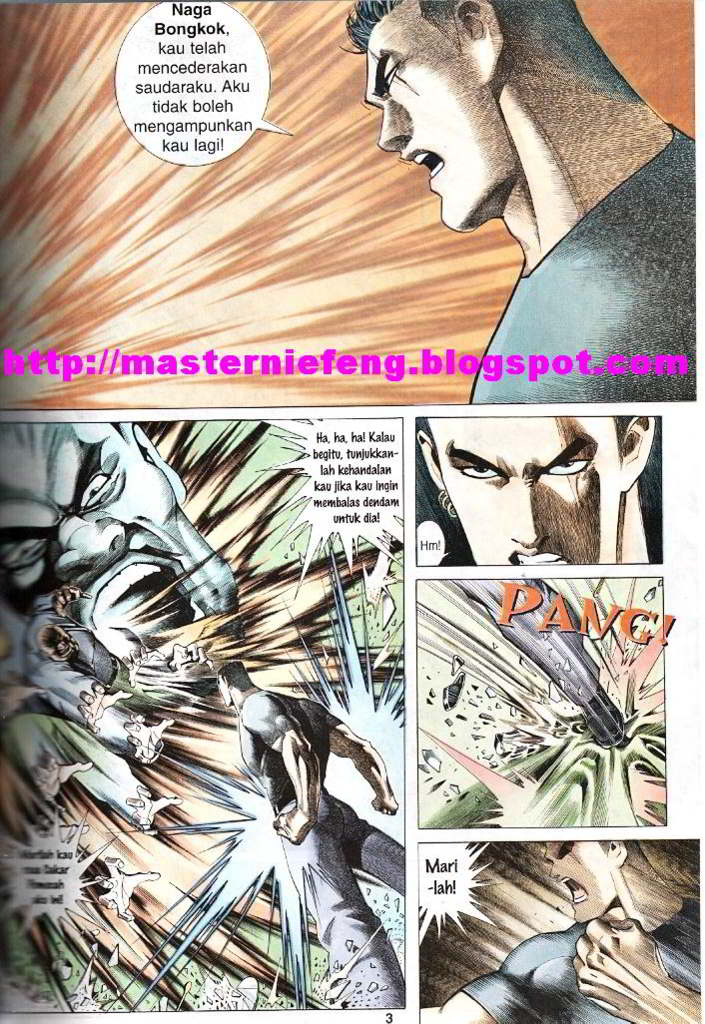 Naga
Bongkok,
kau telah
mencederakan
saudaraku. Aku
tidak boleh
mengampunkan
kau lagi!
http://masterniefeng.blogspot.com
Ha, ha, ha! Kalau
begitu, tunjukkan-
lah kehandalan
kau jika kau ingin
membalas dendam
untuk dia!
Hm!
PANG!
kau
Mari
-lah!
3